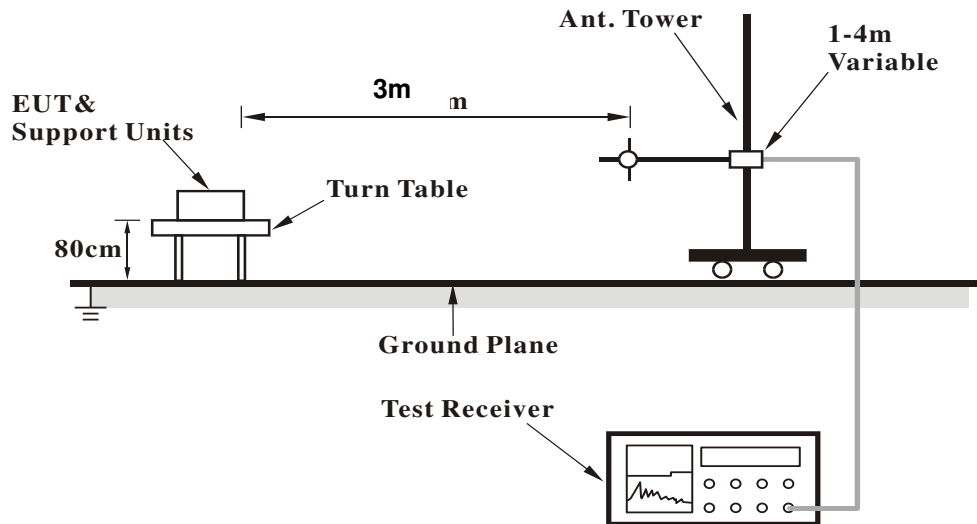 Ant. Tower
1-4m
Variable
3m
m
EUT&
Support Units
Turn Table
80cm
Ground Plane
Test Receiver